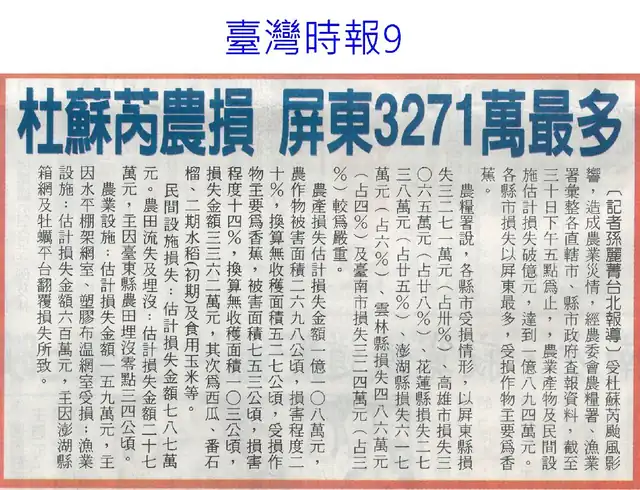 臺灣時報9
杜蘇芮農損 屏東3271萬最多
〔記者孫麗菁台北報導〕受杜蘇芮颱風影
響,造成農業災情,經農委會農糧署、漁業
署彙整各直轄市、縣市政府查報資料,截至
三十日下午五點為止,農業產物及民間設
施估計損失破億元,達到一億八九四萬元。
各縣市損失以屏東最多,受損作物主要為香
蕉。
農糧署說,各縣市受損情形,以屏東縣損
失三二七一萬元(占卅%)、高雄市損失三
〇六五萬元(占廿八%)、花蓮縣損失二七
三八萬元(占廿五%)、澎湖縣損失六一七
萬元(占六%)、雲林縣損失四八六萬元
(占四%)及臺南市損失三二四萬元(占三
%)較為嚴重。
農產損失估計損失金額一億一〇八萬元,
農作物被害面積二六九八公頃,損害程度二
十%,換算無收穫面積五二七公頃,受損作
物主要為香蕉,被害面積七五三公頃,損害
程度十四%,換算無收穫面積一〇三公頃,
損失金額三三六二萬元,其次為西瓜、番石
榴、二期水稻(初期)及食用玉米等。
民間設施損失:估計損失金額七八七萬
元。農田流失及埋沒:估計損失金額二十七
萬元,主因臺東縣農田埋沒零點三四公頃。
農業設施:估計損失金額一五九萬元,主
因水平棚架網室、塑膠布溫網室受損;漁業
設施:估計損失金額六百萬元,主因澎湖縣
箱網及牡蠣平台翻覆損失所致。